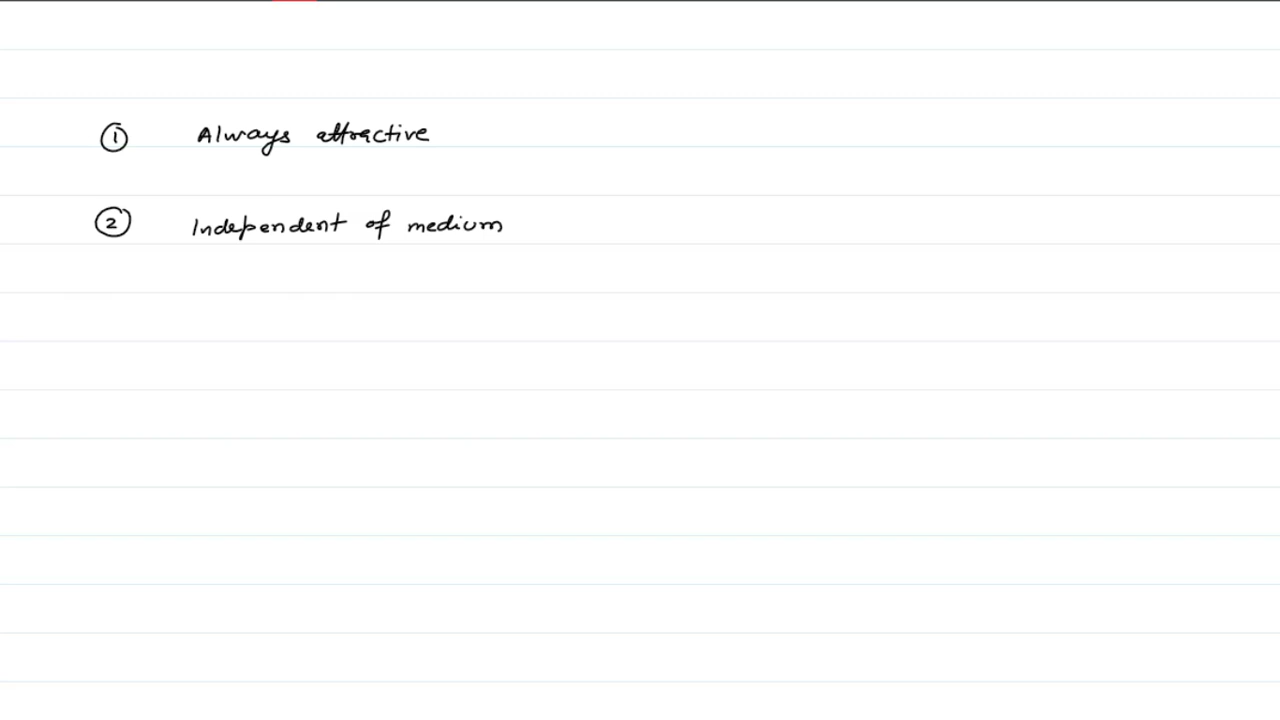 ① Always attractive
② Independent of medium